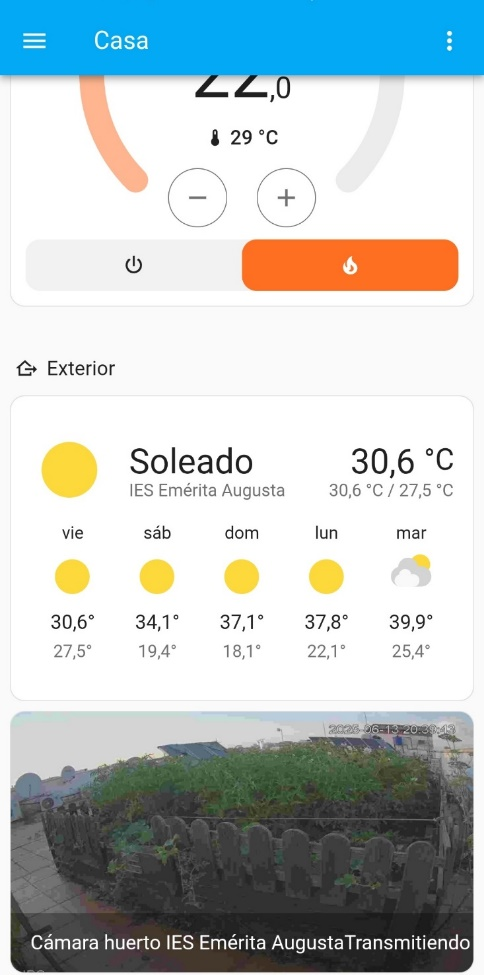 Casa
22,0
29 °C
Exterior
Soleado
30,6 °C
IES Emérita Augusta
30,6 °C / 27,5 °C
vie sáb dom lun mar
30,6° 34,1° 37,1° 37,8° 39,9°
27,5° 19,4° 18,1° 22,1° 25,4°
Cámara huerto IES Emérita AugustaTransmitiendo